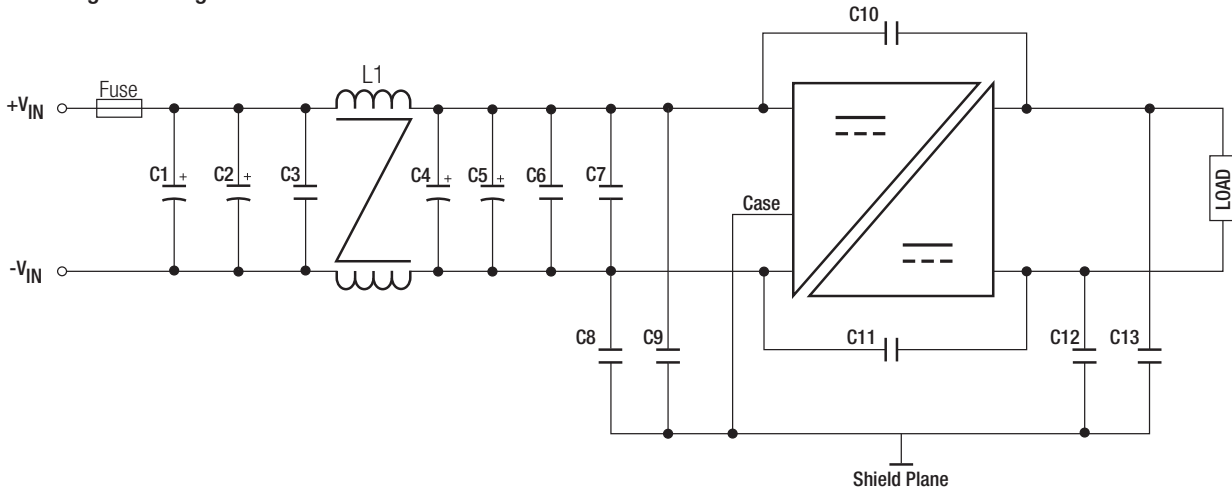 C10
L1
Fuse
+VIN
C1 +
C2 +
C3
C4 +
C5 +
C6
C7
Case
LOAD
-VIN
C8
C9
C11
C12
C13
Shield Plane